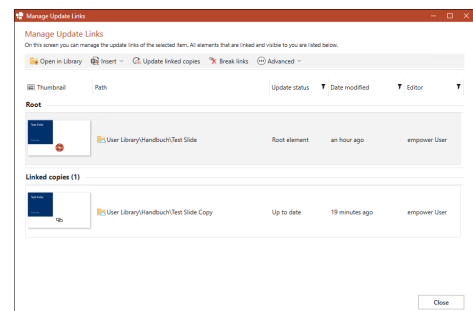 Manage Update Links
Manage Update Links
On this screen you can manage the update links of the selected item. All elements that are linked and visible to you are listed below.
Open in Library Insert Update linked copies Break links Advanced
Thumbnail Path Update status Date modified Editor
Root
Test Slide
User Library\Handbuch\Test Slide Root element an hour ago empower User
Linked copies (1)
Test Slide
User Library\Handbuch\Test Slide Copy Up to date 19 minutes ago empower User
Close